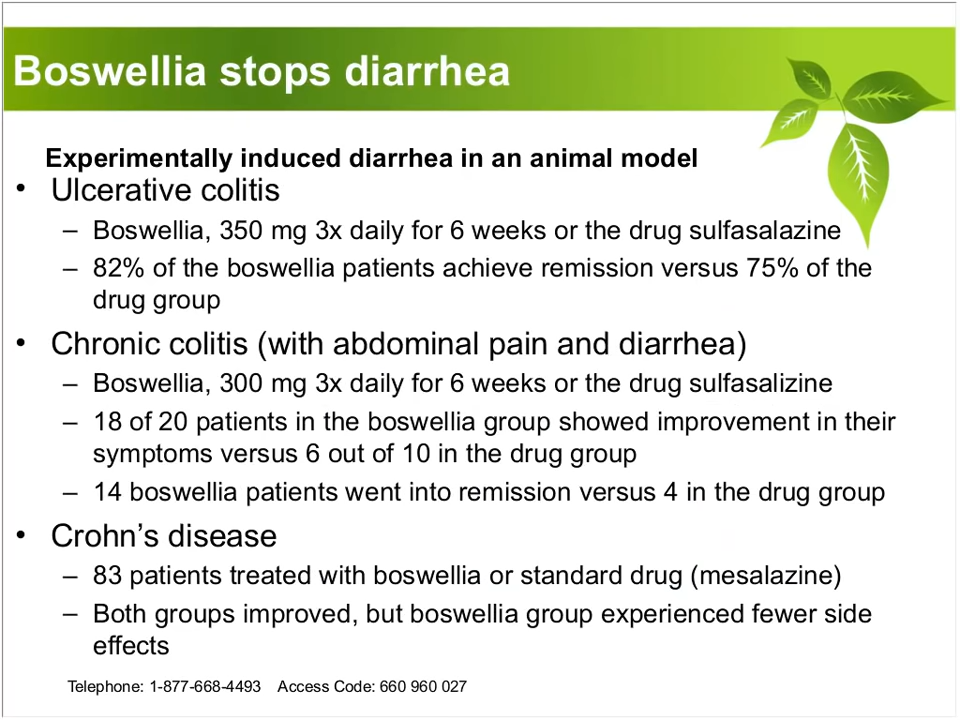 Boswellia stops diarrhea
Experimentally induced diarrhea in an animal model
• Ulcerative colitis
– Boswellia, 350 mg 3x daily for 6 weeks or the drug sulfasalazine
– 82% of the boswellia patients achieve remission versus 75% of the
drug group
• Chronic colitis (with abdominal pain and diarrhea)
– Boswellia, 300 mg 3x daily for 6 weeks or the drug sulfasalizine
– 18 of 20 patients in the boswellia group showed improvement in their
symptoms versus 6 out of 10 in the drug group
– 14 boswellia patients went into remission versus 4 in the drug group
• Crohn’s disease
– 83 patients treated with boswellia or standard drug (mesalazine)
– Both groups improved, but boswellia group experienced fewer side
effects
Telephone: 1-877-668-4493 Access Code: 660 960 027